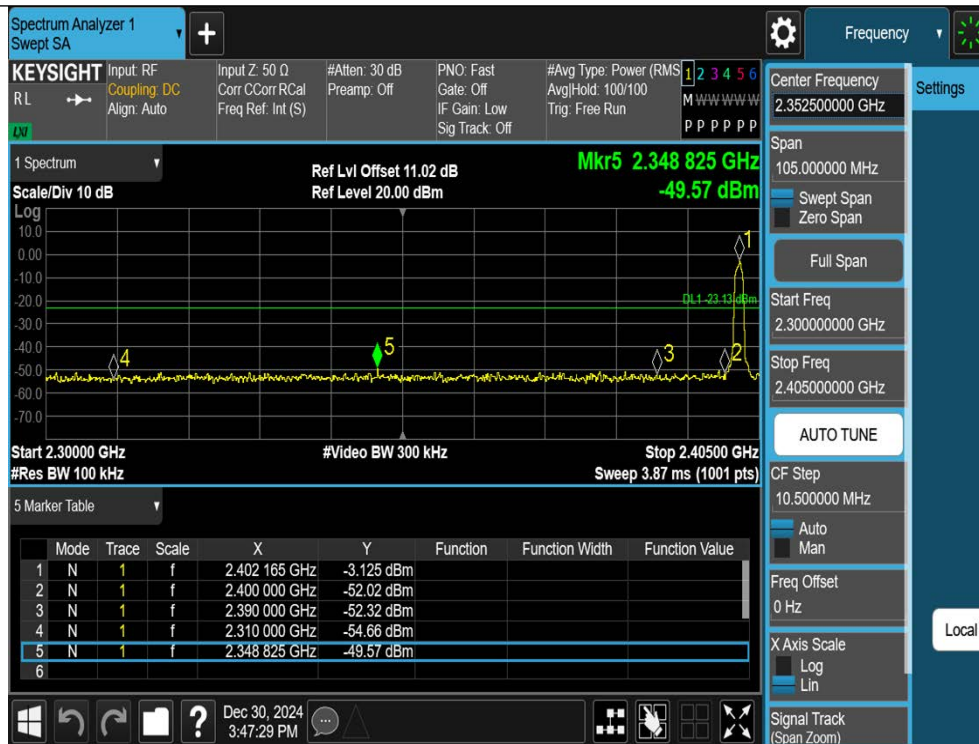 Spectrum Analyzer 1
Swept SA
+
Frequency
KEYSIGHT
RL
LXI
Input: RF
Coupling: DC
Align: Auto
Input Z: 50 Ω
Corr CCorr RCal
Freq Ref: Int (S)
#Atten: 30 dB
Preamp: Off
PNO: Fast
Gate: Off
IF Gain: Low
Sig Track: Off
#Avg Type: Power (RMS
Avg|Hold: 100/100
Trig: Free Run
1 2 3 4 5 6
M W W W W W
P P P P P P
1 Spectrum
Scale/Div 10 dB
Ref Lvl Offset 11.02 dB
Ref Level 20.00 dBm
Mkr5 2.348 825 GHz
-49.57 dBm
Log
10.0
0.00
-10.0
-20.0
-30.0
-40.0
-50.0
-60.0
-70.0
1
DL1 -23.13 dBm
4
5
3
2
Start 2.30000 GHz
#Res BW 100 kHz
#Video BW 300 kHz
Stop 2.40500 GHz
Sweep 3.87 ms (1001 pts)
5 Marker Table
Mode Trace Scale X Y Function Function Width Function Value
1 N 1 f 2.402 165 GHz -3.125 dBm
2 N 1 f 2.400 000 GHz -52.02 dBm
3 N 1 f 2.390 000 GHz -52.32 dBm
4 N 1 f 2.310 000 GHz -54.66 dBm
5 N 1 f 2.348 825 GHz -49.57 dBm
6
?
Dec 30, 2024
3:47:29 PM
Center Frequency
2.352500000 GHz
Span
105.000000 MHz
Swept Span
Zero Span
Full Span
Start Freq
2.300000000 GHz
Stop Freq
2.405000000 GHz
AUTO TUNE
CF Step
10.500000 MHz
Auto
Man
Freq Offset
0 Hz
X Axis Scale
Log
Lin
Signal Track
(Span Zoom)
Settings
Local